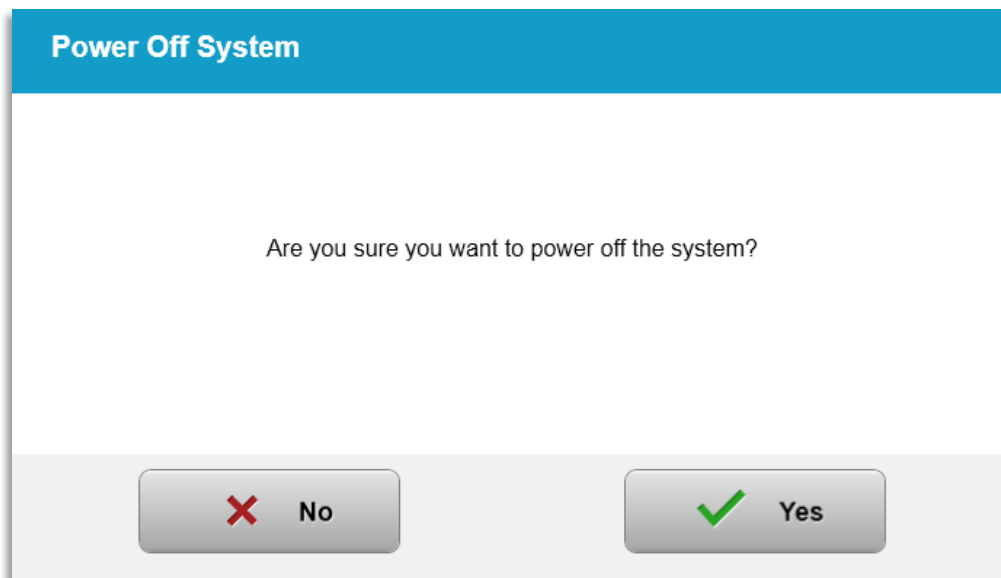 Power Off System
Are you sure you want to power off the system?
No
Yes